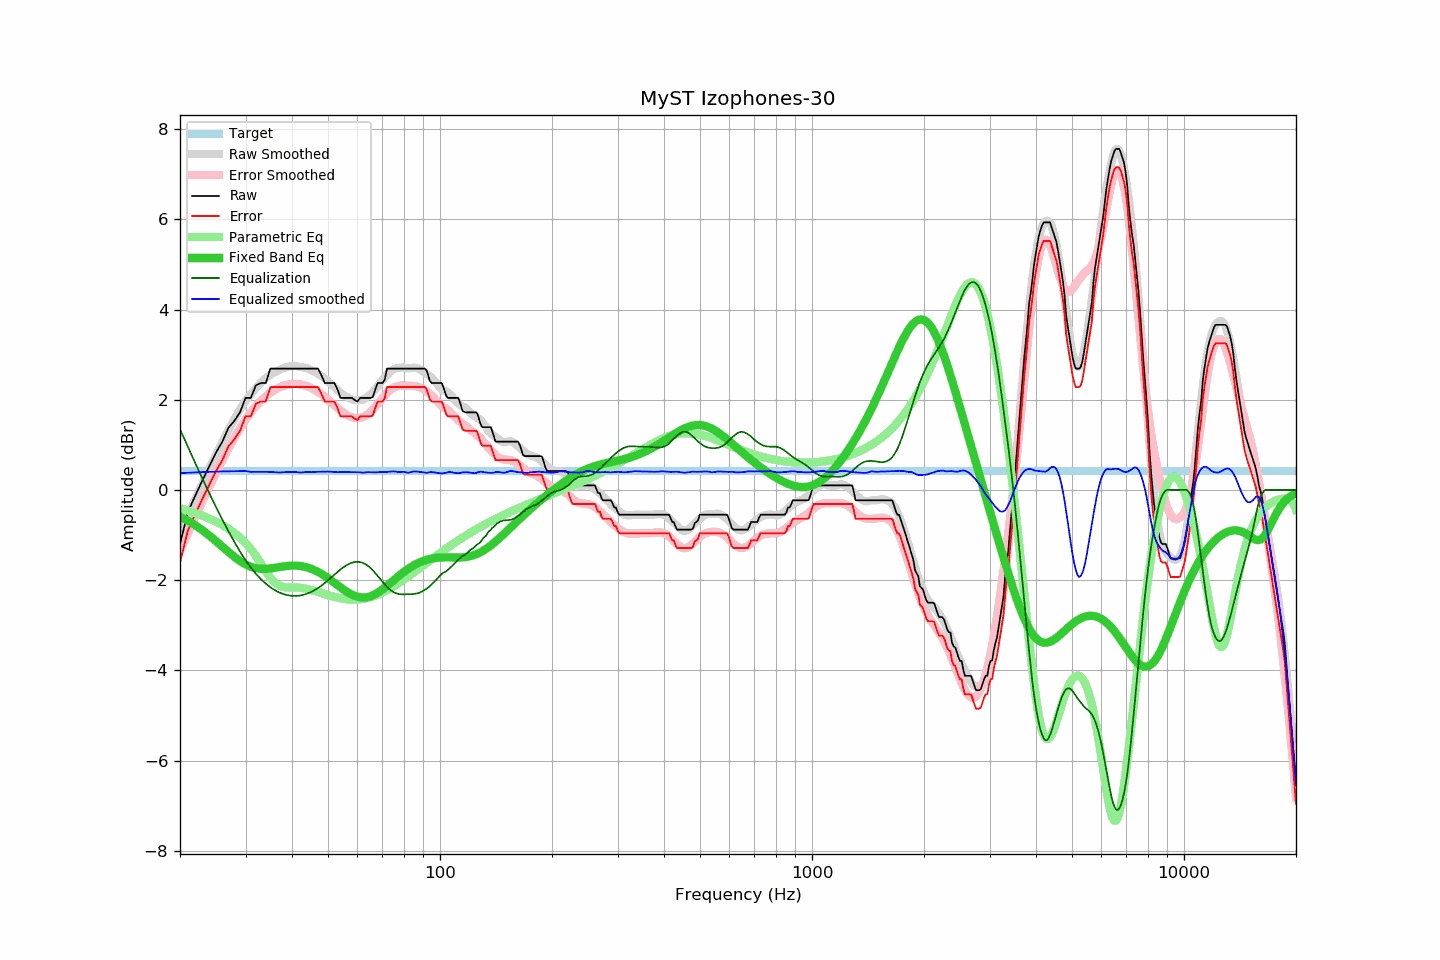 MyST Izophones-30
Target
Raw Smoothed
Error Smoothed
Raw
Error
Parametric Eq
Fixed Band Eq
Equalization
Equalized smoothed
8
6
4
2
0
−2
−4
−6
−8
Amplitude (dBr)
100
1000
10000
Frequency (Hz)